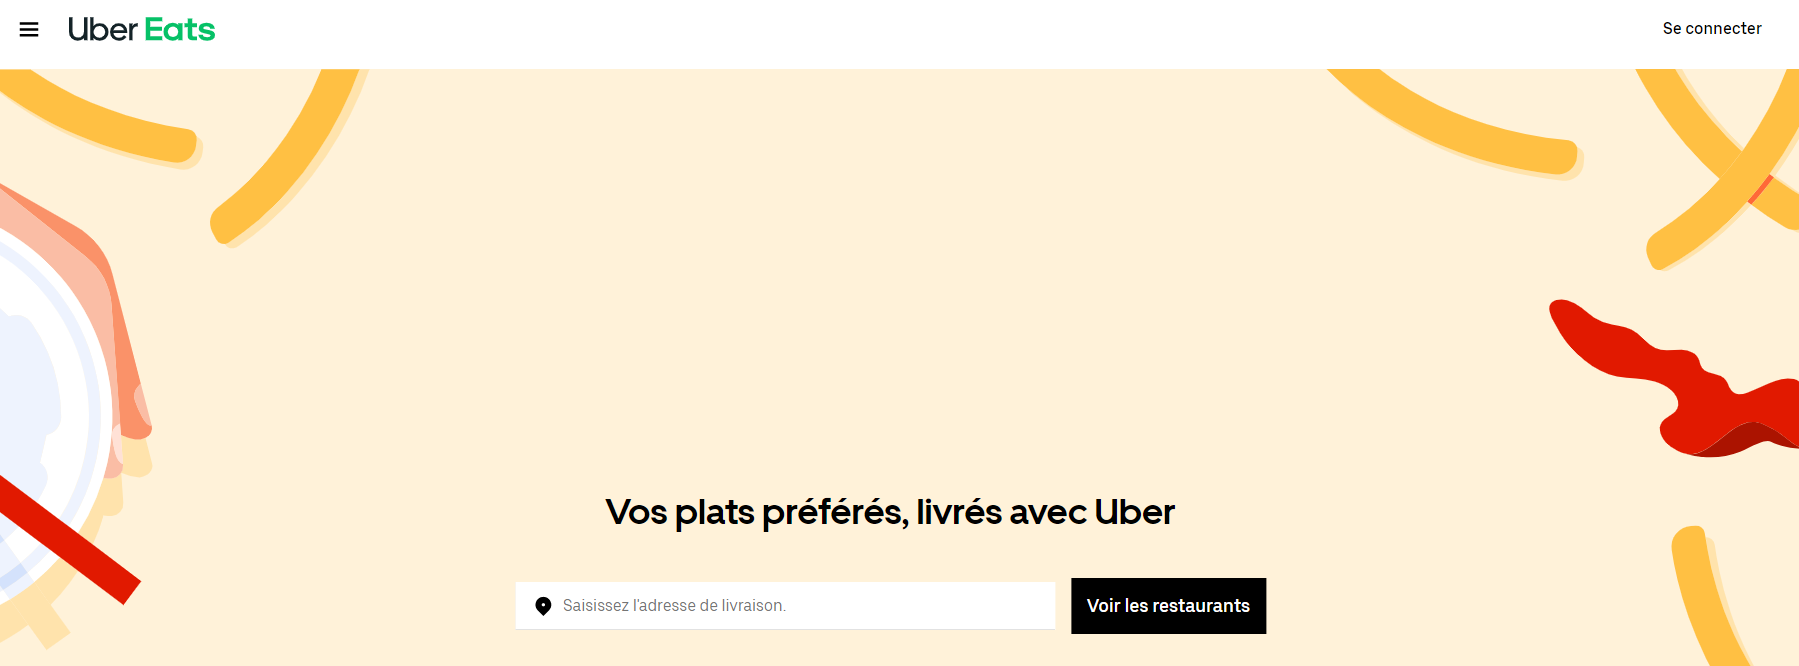 Uber Eats
Se connecter
Vos plats préférés, livrés avec Uber
Saisissez l'adresse de livraison.
Voir les restaurants